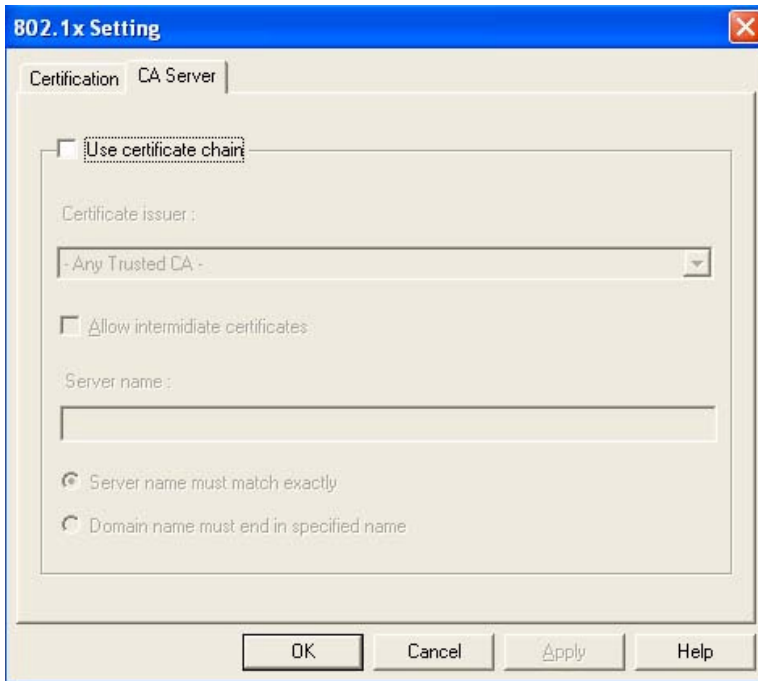 802.1x Setting
Certification CA Server
Use certificate chain
Certificate issuer :
- Any Trusted CA -
Allow intermidiate certificates
Server name :
Server name must match exactly
Domain name must end in specified name
OK Cancel Apply Help